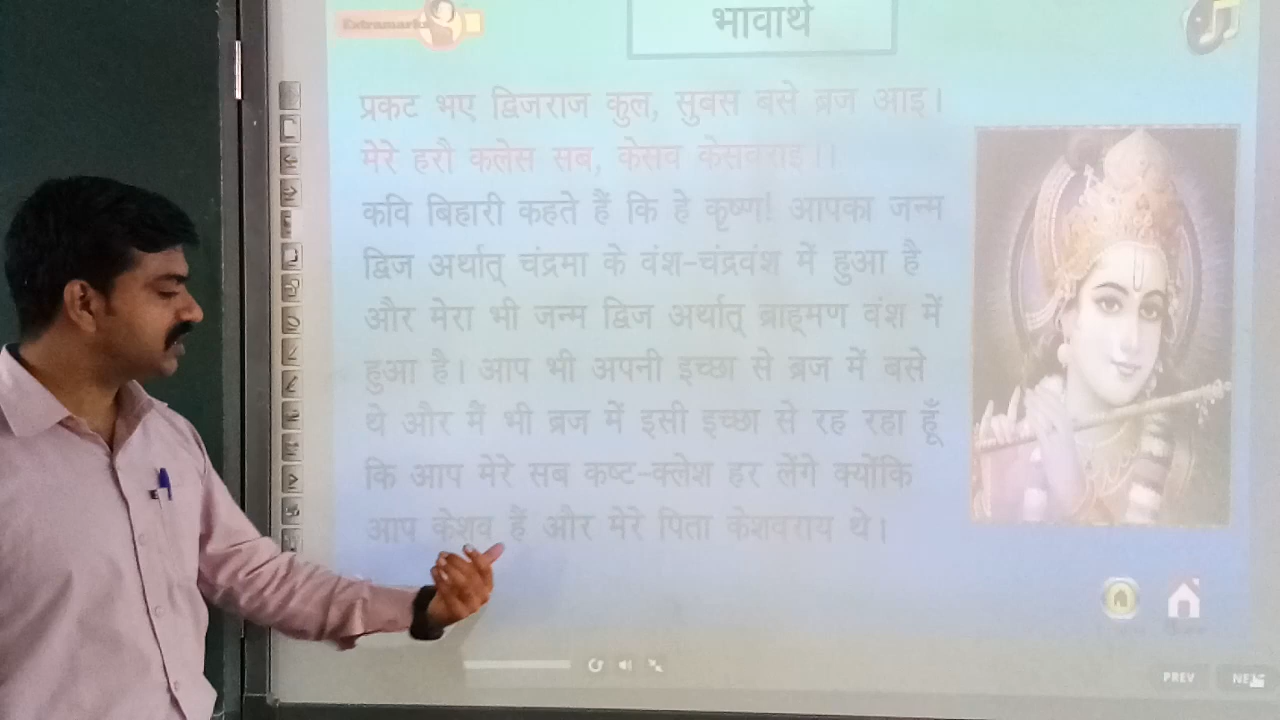 Extramarks
भावार्थ
प्रकट भए द्विजराज कुल, सुबस बसे ब्रज आइ।
मेरे हरौ कलेस सब, केसव केसवराइ।।
कवि बिहारी कहते हैं कि हे कृष्ण! आपका जन्म
द्विज अर्थात् चंद्रमा के वंश-चंद्रवंश में हुआ है
और मेरा भी जन्म द्विज अर्थात् ब्राह्मण वंश में
हुआ है। आप भी अपनी इच्छा से ब्रज में बसे
थे और मैं भी ब्रज में इसी इच्छा से रह रहा हूँ
कि आप मेरे सब कष्ट-क्लेश हर लेंगे क्योंकि
आप केशव हैं और मेरे पिता केशवराय थे।
PREV